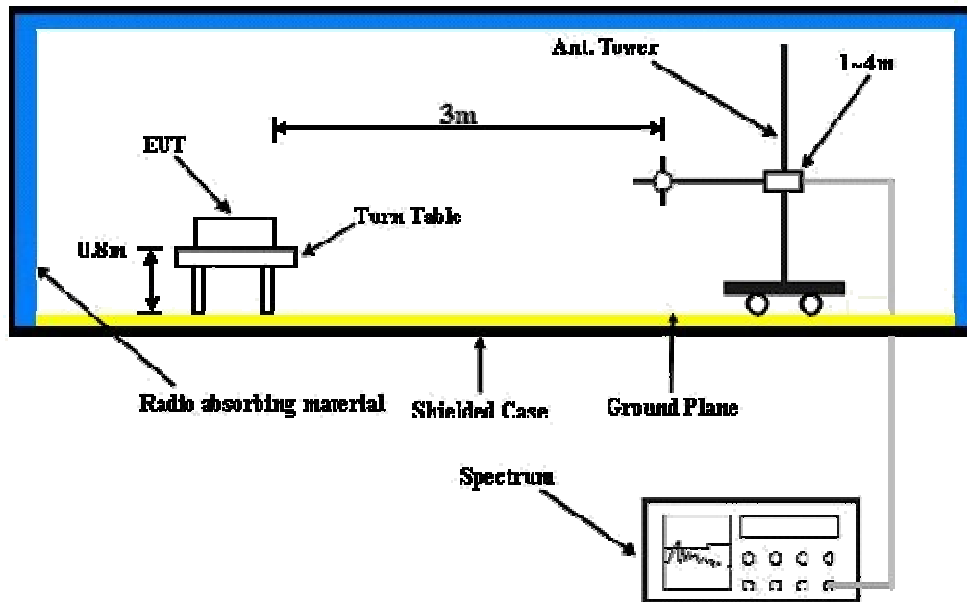 Ant. Tower
1~4m
3m
EUT
Turn Table
0.8m
Radio absorbing material
Shielded Case
Ground Plane
Spectrum